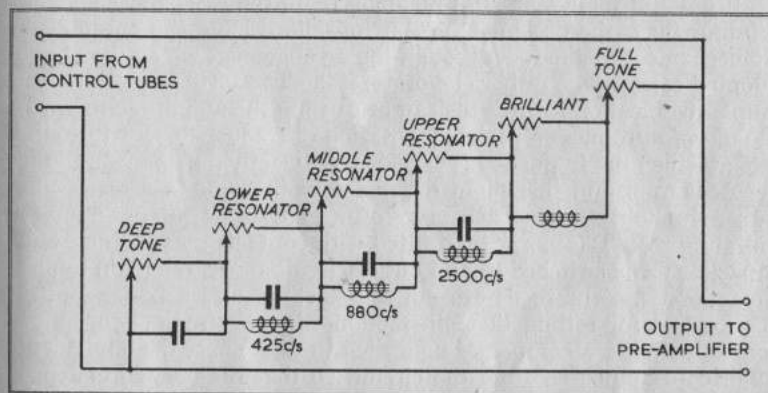 INPUT FROM
CONTROL TUBES
DEEP
TONE
LOWER
RESONATOR
MIDDLE
RESONATOR
UPPER
RESONATOR
BRILLIANT
FULL
TONE
425c/s
880c/s
2500c/s
OUTPUT TO
PRE-AMPLIFIER